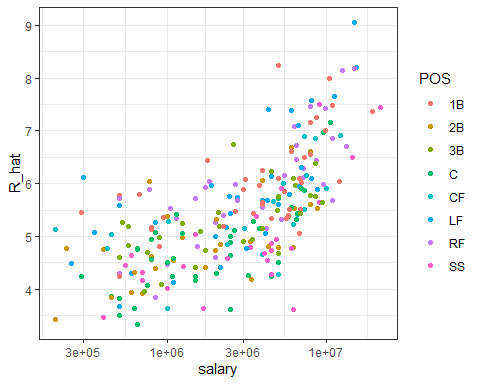 9
8
7
6
5
4
R_hat
3e+05
1e+06
3e+06
1e+07
salary
POS
1B
2B
3B
C
CF
LF
RF
SS